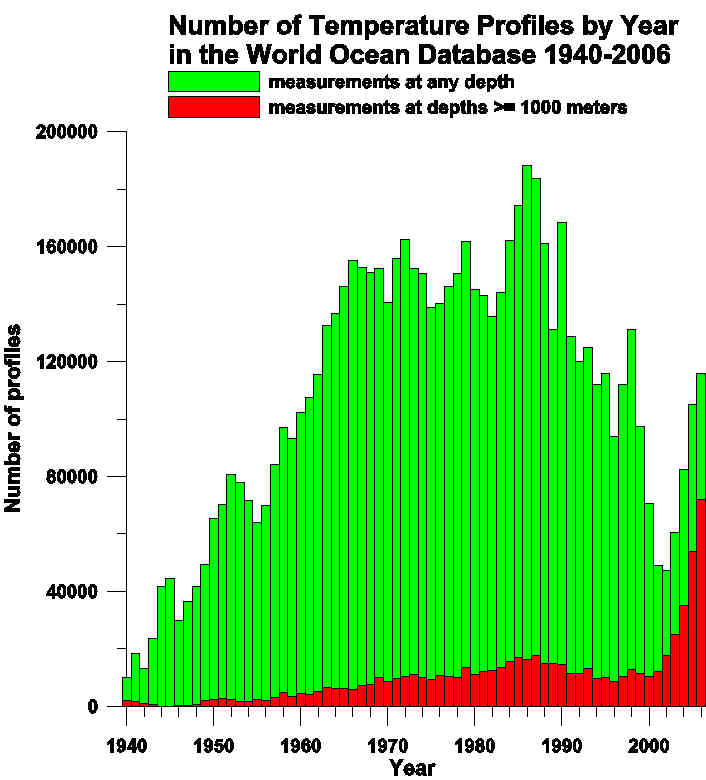 Number of Temperature Profiles by Year
in the World Ocean Database 1940-2006
measurements at any depth
measurements at depths >= 1000 meters
200000
160000
120000
80000
40000
0
Number of profiles
1940 1950 1960 1970 1980 1990 2000
Year